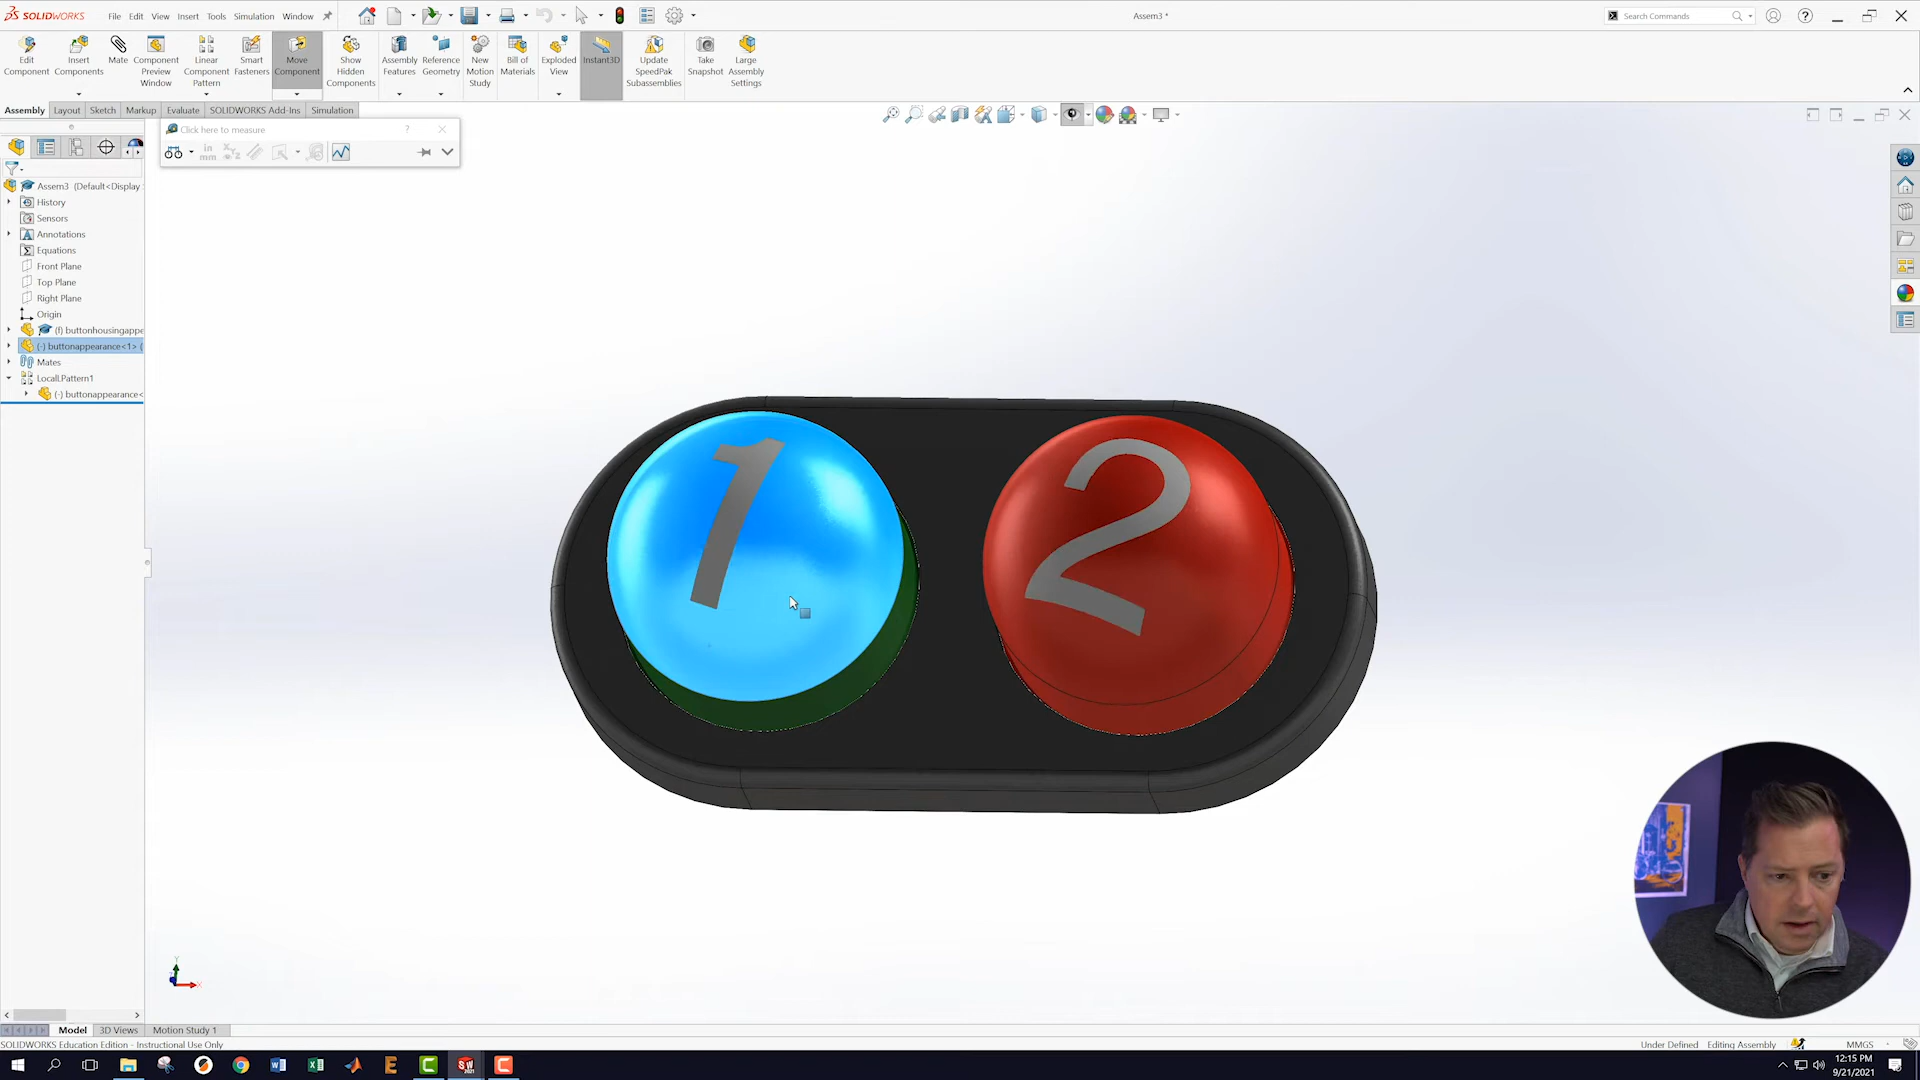 SOLIDWORKS
File Edit View Insert Tools Simulation Window
Assem3 *
Search Commands
Edit Component
Insert Components
Mate
Component Preview Window
Linear Component Pattern
Smart Fasteners
Move Component
Show Hidden Components
Assembly Features
Reference Geometry
New Motion Study
Bill of Materials
Exploded View
Instant3D
Update SpeedPak Subassemblies
Take Snapshot
Large Assembly Settings
Assembly Layout Sketch Markup Evaluate SOLIDWORKS Add-Ins Simulation
Click here to measure ?
in
mm
Assem3 (Default<Display
History
Sensors
Annotations
Equations
Front Plane
Top Plane
Right Plane
Origin
(f) buttonhousingappe
(-) buttonappearance<1> (
Mates
LocalLPattern1
(-) buttonappearance<
1 2
Model 3D Views Motion Study 1
SOLIDWORKS Education Edition - Instructional Use Only
Under Defined Editing Assembly MMGS
12:15 PM
9/21/2021